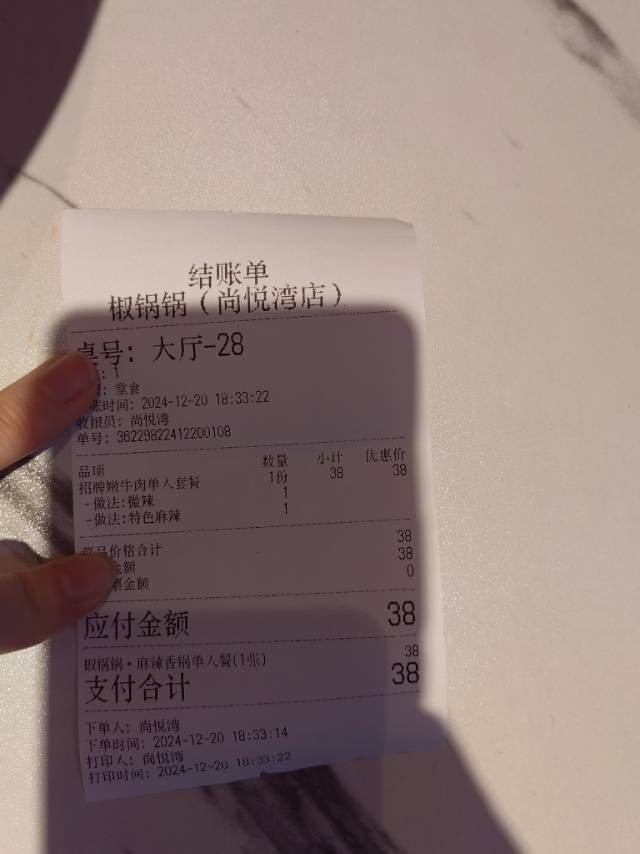 结账单
椒锅锅（尚悦湾店）
桌号: 大厅-28
: 1
: 堂食
账时间: 2024-12-20 18:33:22
收银员: 尚悦湾
单号: 36229822412200108
品项 数量 小计 优惠价
招牌嫩牛肉单人套餐 1份 38 38
-做法:微辣 1
-做法:特色麻辣 1
品价格合计 38
金额 38
票金额 0
应付金额 38
椒锅锅·麻辣香锅单人餐(1张) 38
支付合计 38
下单人: 尚悦湾
下单时间: 2024-12-20 18:33:14
打印人: 尚悦湾
打印时间: 2024-12-20 18:33:22